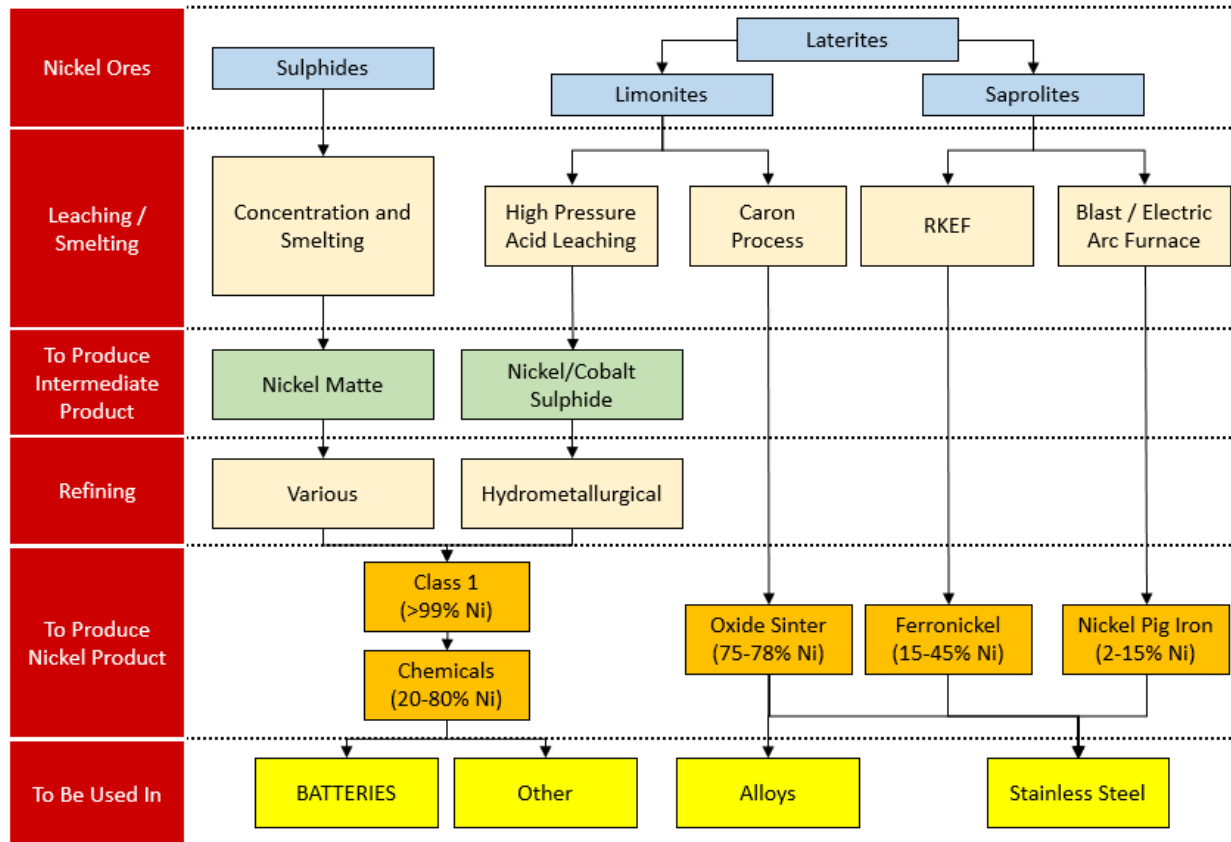 Nickel Ores
Sulphides
Laterites
Limonites
Saprolites
Leaching /
Smelting
Concentration and
Smelting
High Pressure
Acid Leaching
Caron
Process
RKEF
Blast / Electric
Arc Furnace
To Produce
Intermediate
Product
Nickel Matte
Nickel/Cobalt
Sulphide
Refining
Various
Hydrometallurgical
To Produce
Nickel Product
Class 1
(>99% Ni)
Chemicals
(20-80% Ni)
Oxide Sinter
(75-78% Ni)
Ferronickel
(15-45% Ni)
Nickel Pig Iron
(2-15% Ni)
To Be Used In
BATTERIES
Other
Alloys
Stainless Steel